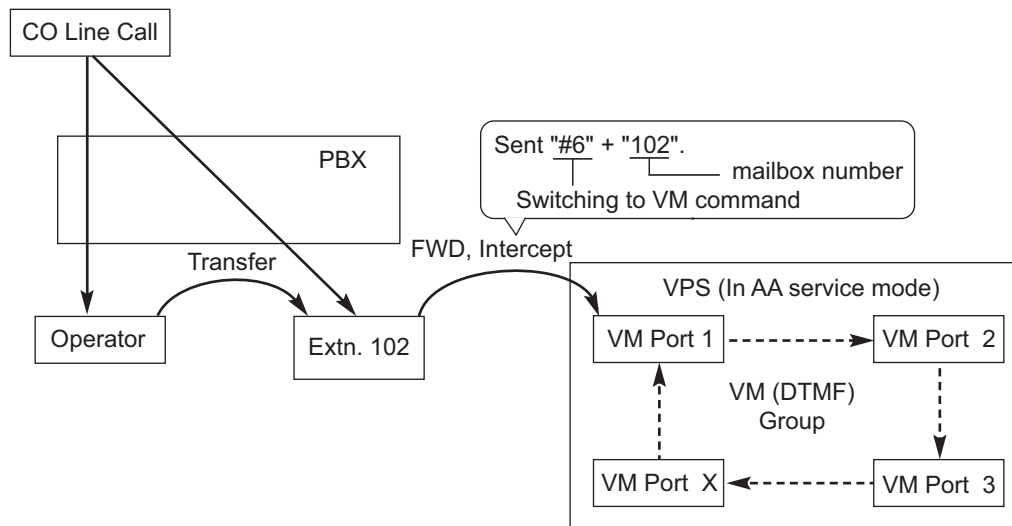 CO Line Call
PBX
Sent "#6" + "102".
mailbox number
Switching to VM command
FWD, Intercept
Transfer
VPS (In AA service mode)
Operator
Extn. 102
VM Port 1
VM Port 2
VM (DTMF)
Group
VM Port X
VM Port 3